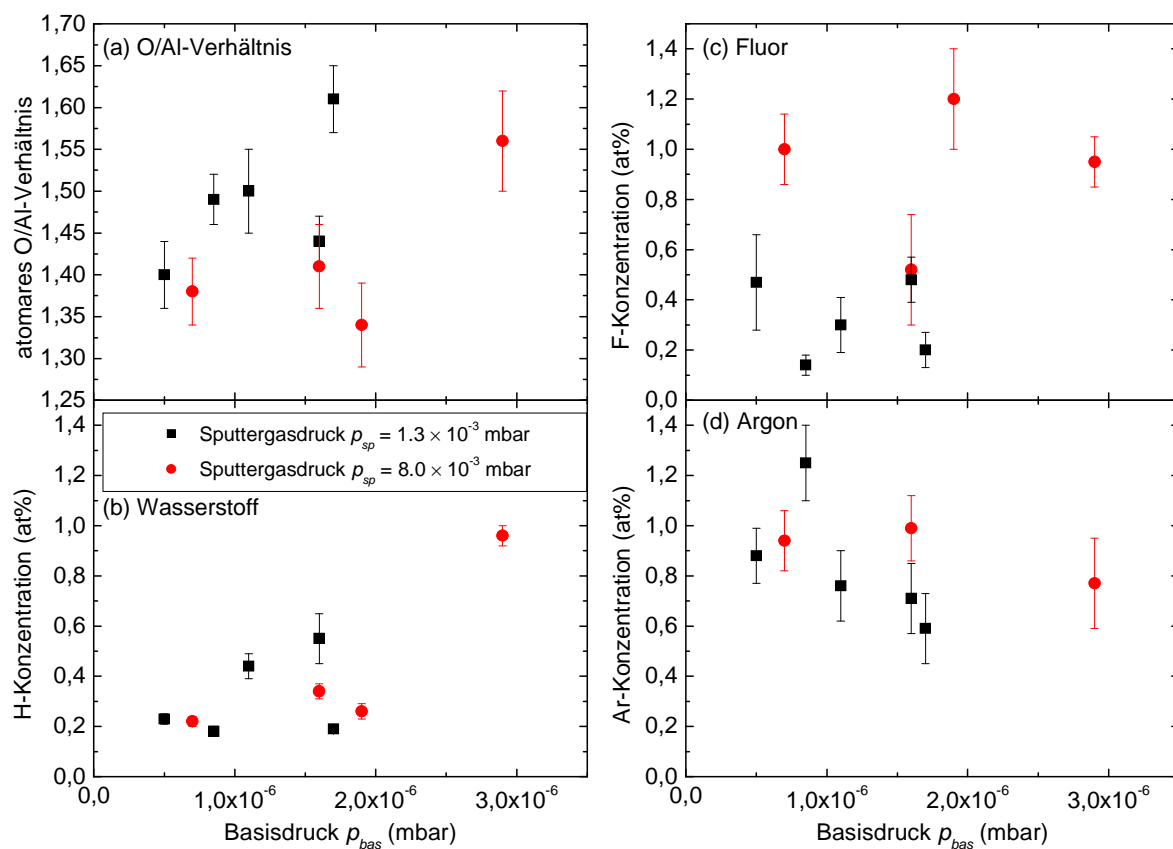 (a) O/Al-Verhältnis
atomares O/Al-Verhältnis
1,70
1,65
1,60
1,55
1,50
1,45
1,40
1,35
1,30
1,25
(c) Fluor
F-Konzentration (at%)
1,4
1,2
1,0
0,8
0,6
0,4
0,2
0,0
Sputtergasdruck p_sp = 1.3 × 10⁻³ mbar
Sputtergasdruck p_sp = 8.0 × 10⁻³ mbar
(b) Wasserstoff
H-Konzentration (at%)
1,4
1,2
1,0
0,8
0,6
0,4
0,2
0,0
0,0 1,0x10⁻⁶ 2,0x10⁻⁶ 3,0x10⁻⁶
Basisdruck p_bas (mbar)
(d) Argon
Ar-Konzentration (at%)
1,4
1,2
1,0
0,8
0,6
0,4
0,2
0,0
0,0 1,0x10⁻⁶ 2,0x10⁻⁶ 3,0x10⁻⁶
Basisdruck p_bas (mbar)